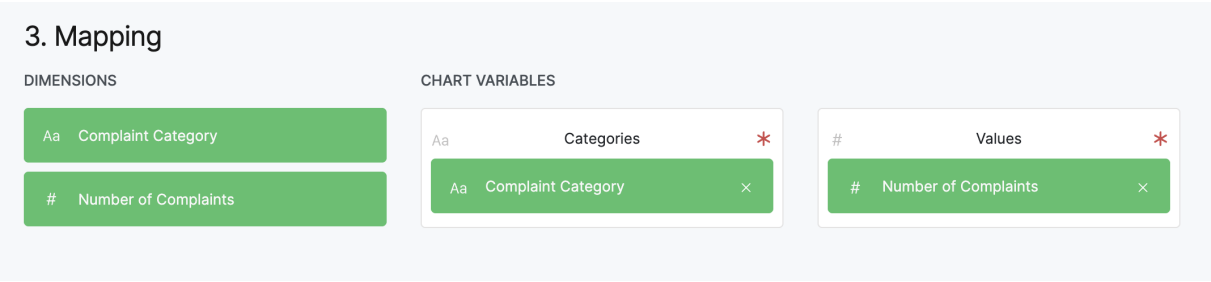 3. Mapping
DIMENSIONS
Aa Complaint Category
# Number of Complaints
CHART VARIABLES
Aa Categories *
Aa Complaint Category ×
# Values *
# Number of Complaints ×